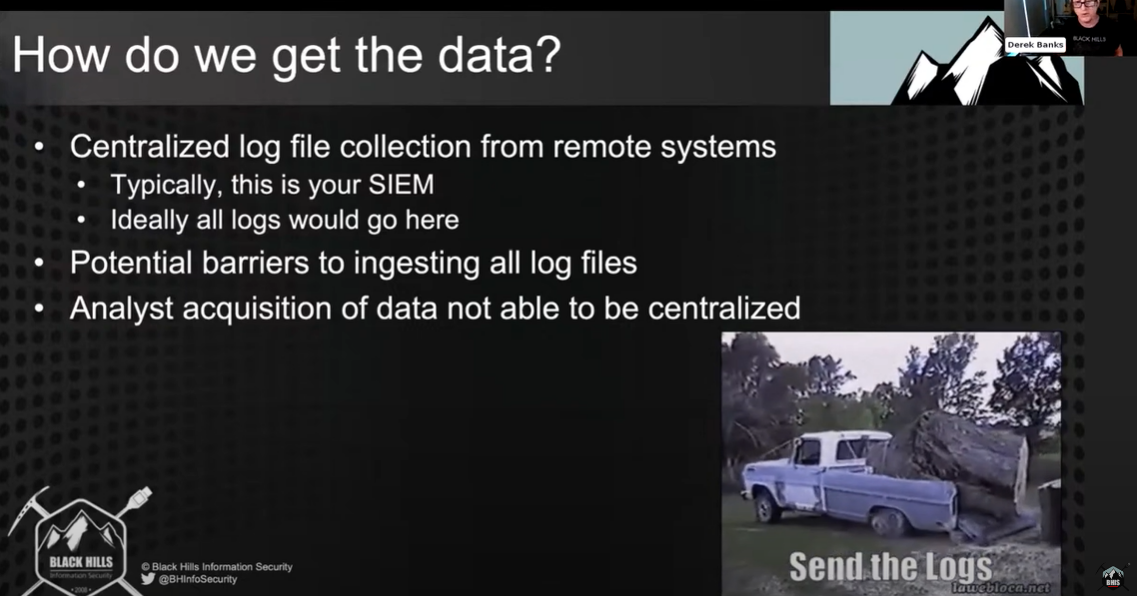 How do we get the data?
Derek Banks
BLACK HILLS
• Centralized log file collection from remote systems
• Typically, this is your SIEM
• Ideally all logs would go here
• Potential barriers to ingesting all log files
• Analyst acquisition of data not able to be centralized
Send the Logs
lawebloca.net
BLACK HILLS
Information Security
• 2008 •
© Black Hills Information Security
@BHInfoSecurity
BHIS